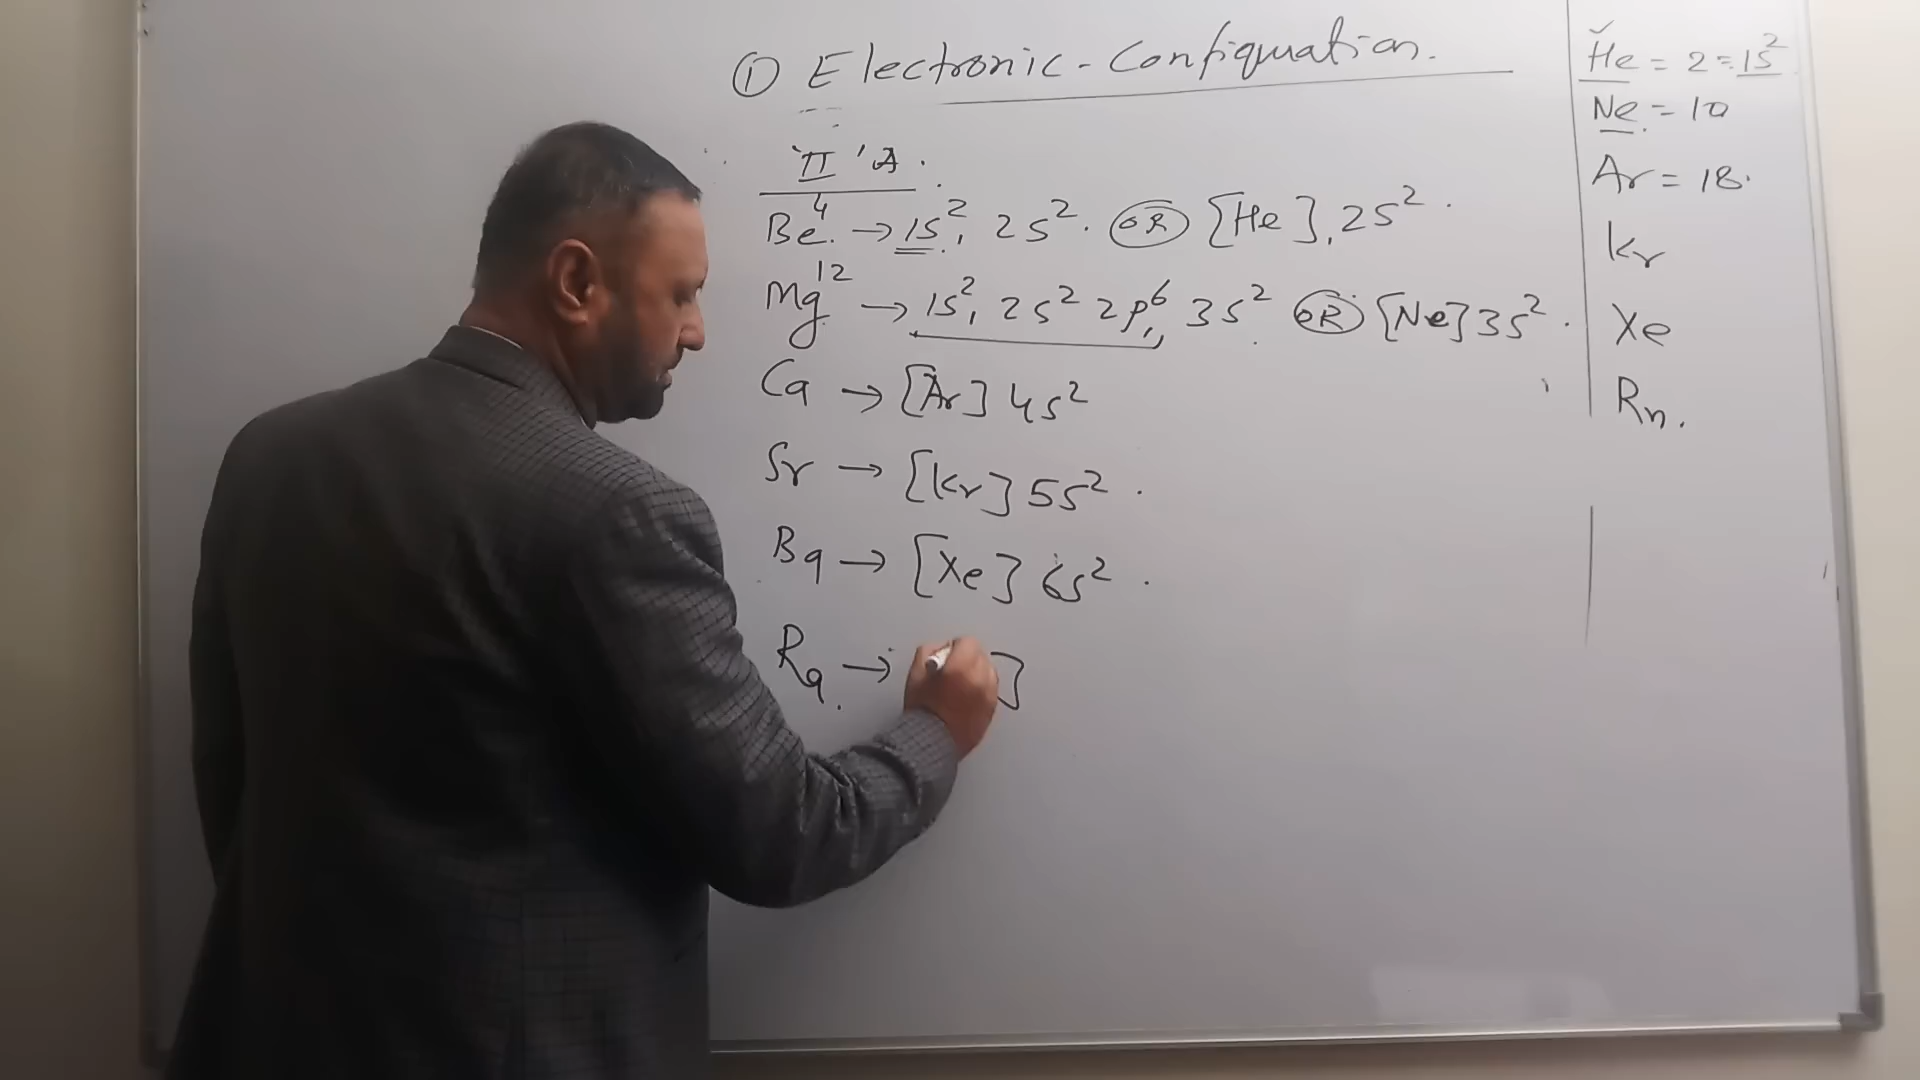 ① Electronic-Configuration.
'II' A.
Be⁴ → 1S², 2S². OR [He], 2S².
Mg¹² → 1S², 2S² 2P⁶, 3S² OR [Ne] 3S².
Ca → [Ar] 4S²
Sr → [Kr] 5S².
Ba → [Xe] 6S².
Ra → ]
He = 2 = 1S²
Ne = 10
Ar = 18.
Kr
Xe
Rn.